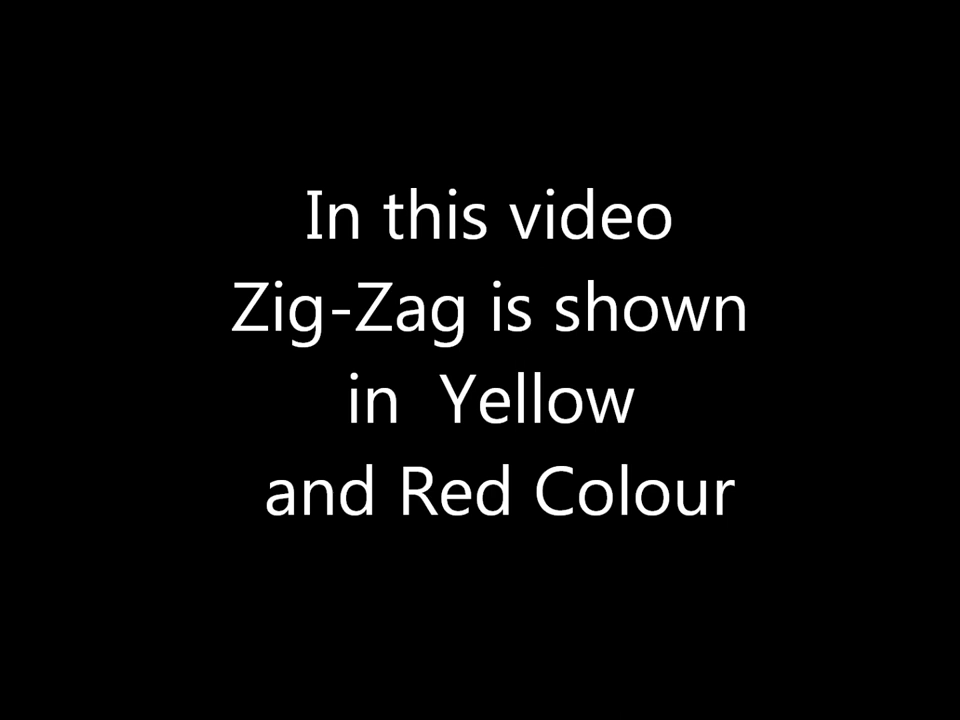 In this video
Zig-Zag is shown
in  Yellow
and Red Colour